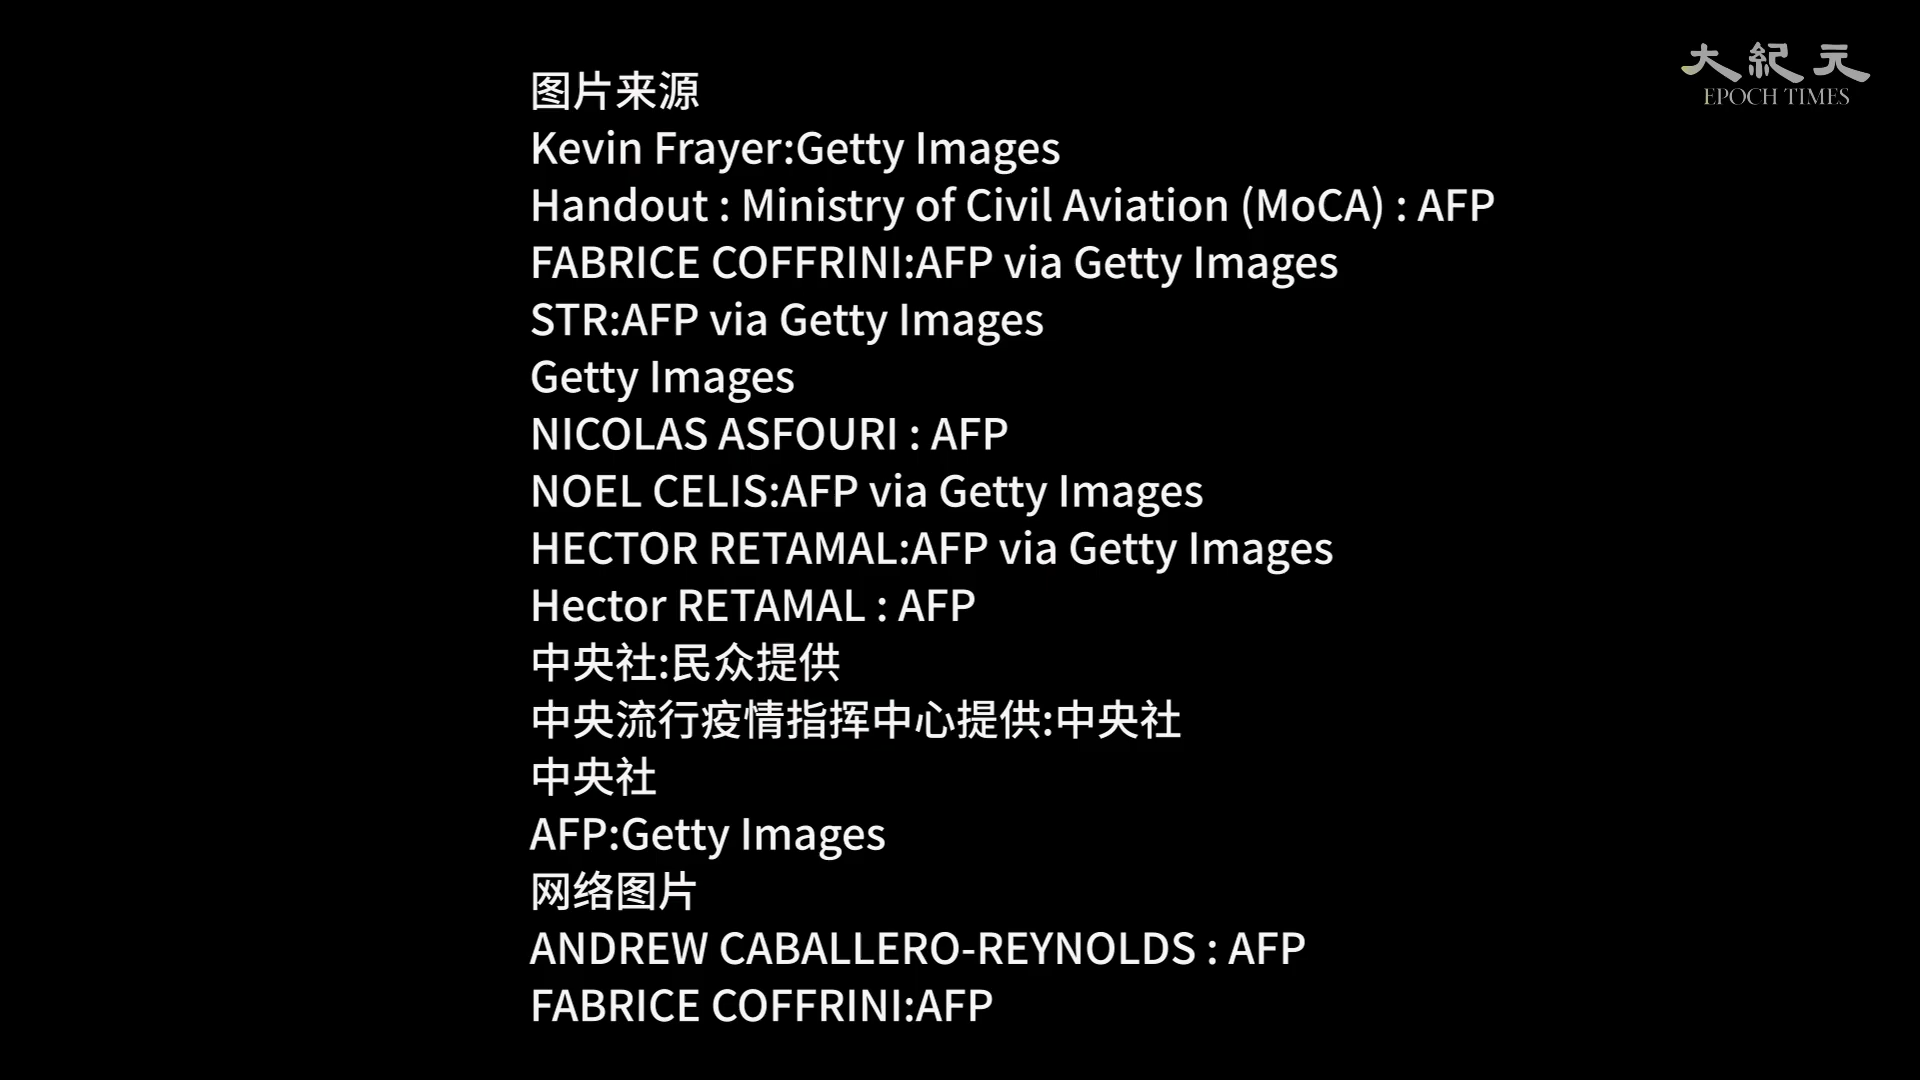 大紀元
EPOCH TIMES
图片来源
Kevin Frayer:Getty Images
Handout : Ministry of Civil Aviation (MoCA) : AFP
FABRICE COFFRINI:AFP via Getty Images
STR:AFP via Getty Images
Getty Images
NICOLAS ASFOURI : AFP
NOEL CELIS:AFP via Getty Images
HECTOR RETAMAL:AFP via Getty Images
Hector RETAMAL : AFP
中央社:民众提供
中央流行疫情指挥中心提供:中央社
中央社
AFP:Getty Images
网络图片
ANDREW CABALLERO-REYNOLDS : AFP
FABRICE COFFRINI:AFP